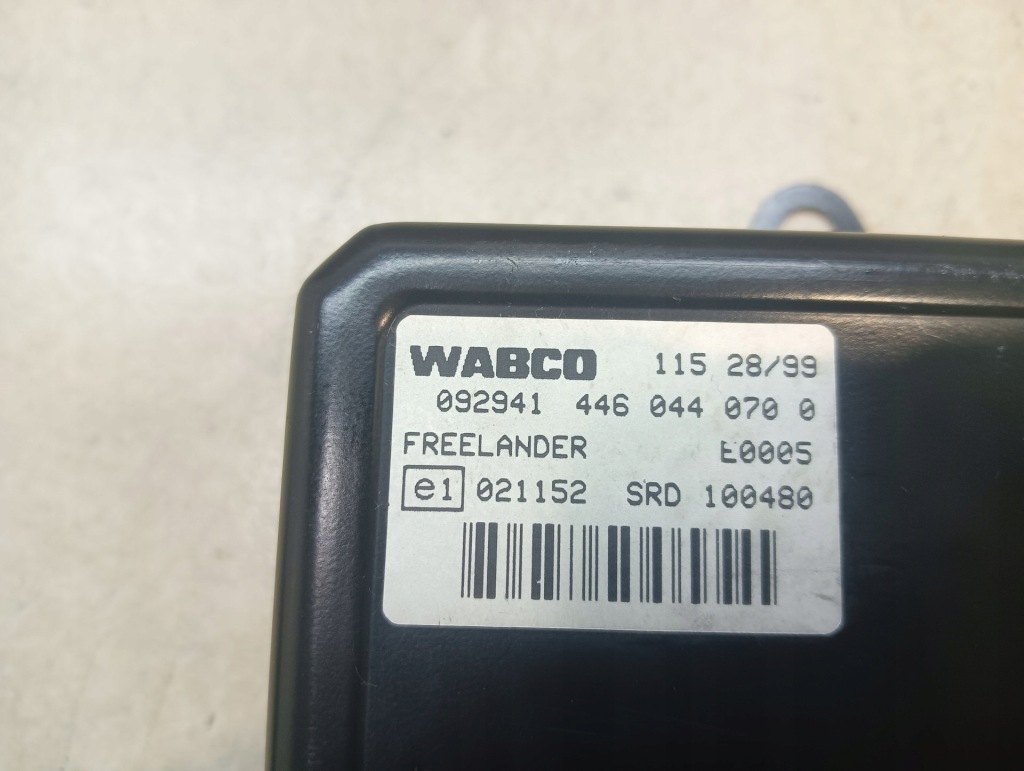 WABCO 115 28/99
092941 446 044 070 0
FREELANDER E0005
e1 021152 SRD 100480